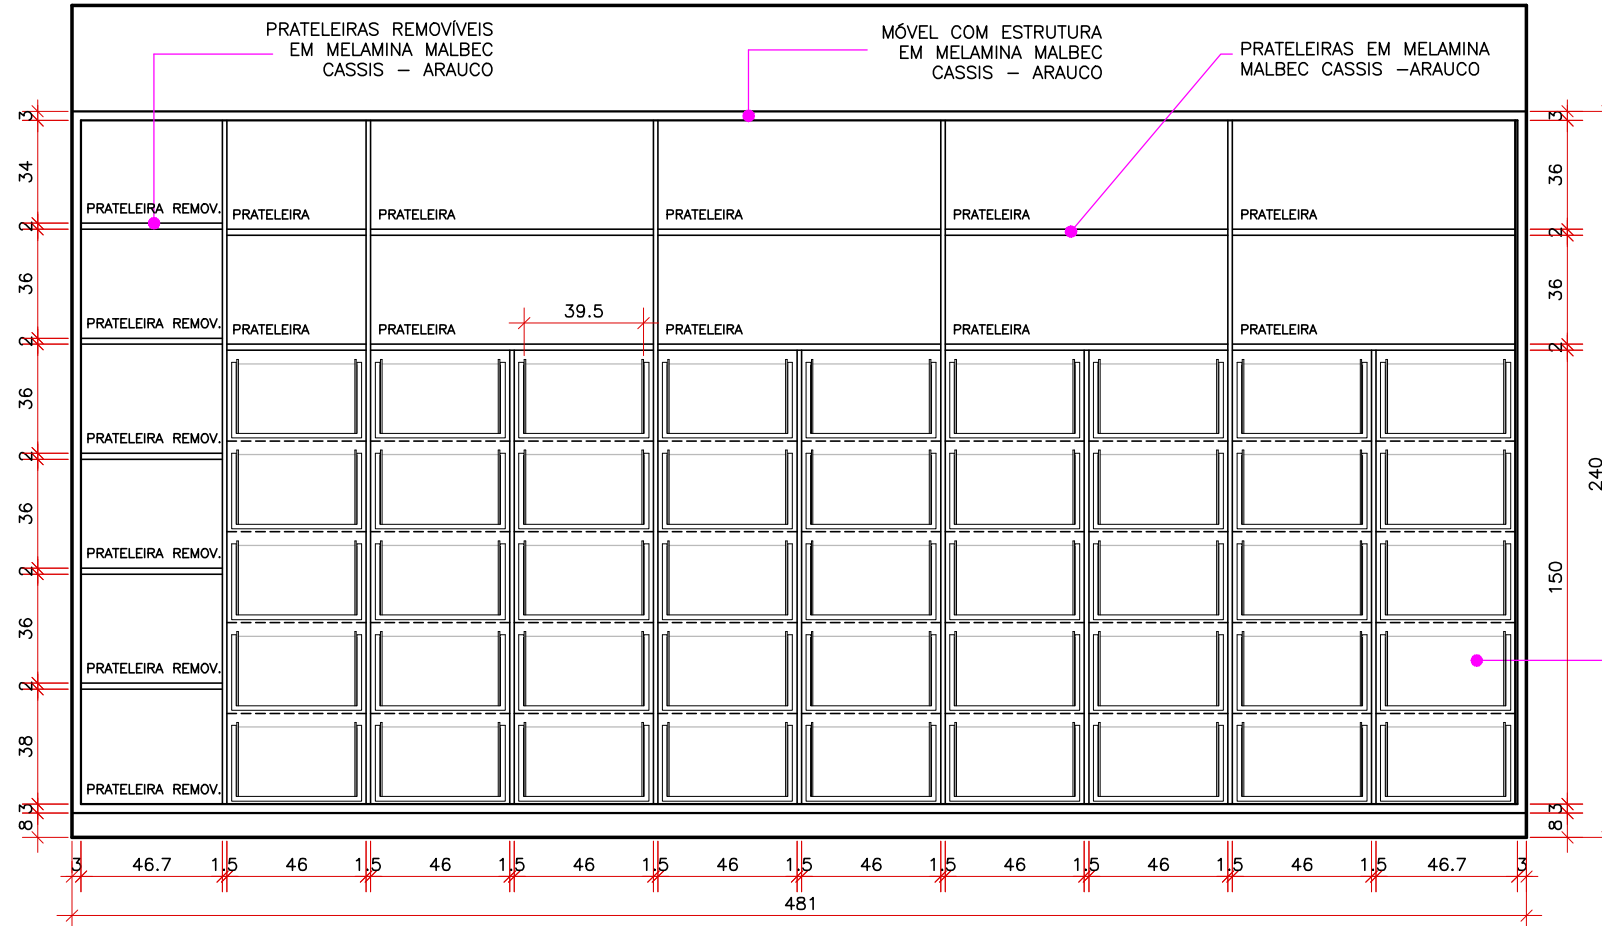 PRATELEIRAS REMOVÍVEIS
EM MELAMINA MALBEC
CASSIS - ARAUCO
MÓVEL COM ESTRUTURA
EM MELAMINA MALBEC
CASSIS - ARAUCO
PRATELEIRAS EM MELAMINA
MALBEC CASSIS -ARAUCO
3
34
2
36
2
36
2
36
2
36
2
38
3
8
PRATELEIRA REMOV.
PRATELEIRA
PRATELEIRA
PRATELEIRA
PRATELEIRA
PRATELEIRA
PRATELEIRA REMOV.
PRATELEIRA
PRATELEIRA
39.5
PRATELEIRA
PRATELEIRA
PRATELEIRA
PRATELEIRA REMOV.
PRATELEIRA REMOV.
PRATELEIRA REMOV.
PRATELEIRA REMOV.
3
36
2
36
2
150
3
8
240
3 46.7 1.5 46 1.5 46 1.5 46 1.5 46 1.5 46 1.5 46 1.5 46 1.5 46 1.5 46.7 3
481